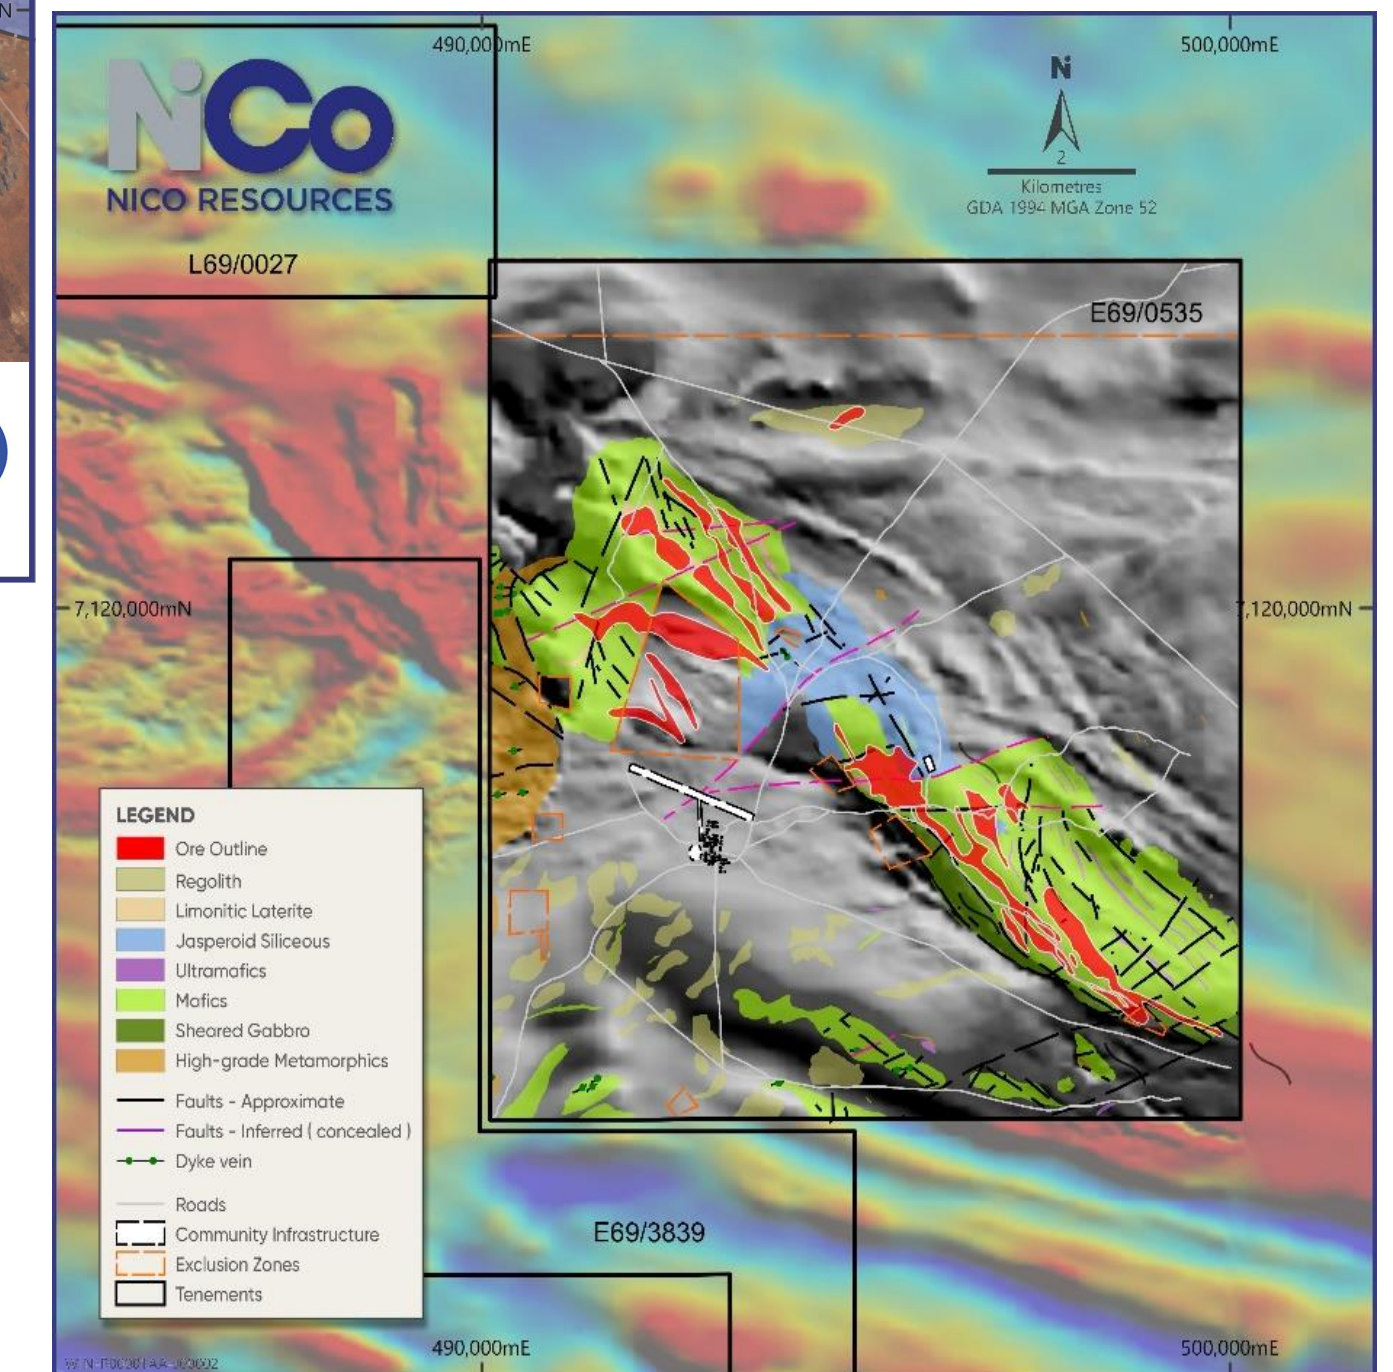 N
490,000mE
500,000mE
NiCo
NICO RESOURCES
N
2
Kilometres
GDA 1994 MGA Zone 52
L69/0027
E69/0535
7,120,000mN
7,120,000mN
LEGEND
Ore Outline
Regolith
Limonitic Laterite
Jasperoid Siliceous
Ultramafics
Mafics
Sheared Gabbro
High-grade Metamorphics
Faults - Approximate
Faults - Inferred ( concealed )
Dyke vein
Roads
Community Infrastructure
Exclusion Zones
Tenements
E69/3839
490,000mE
500,000mE